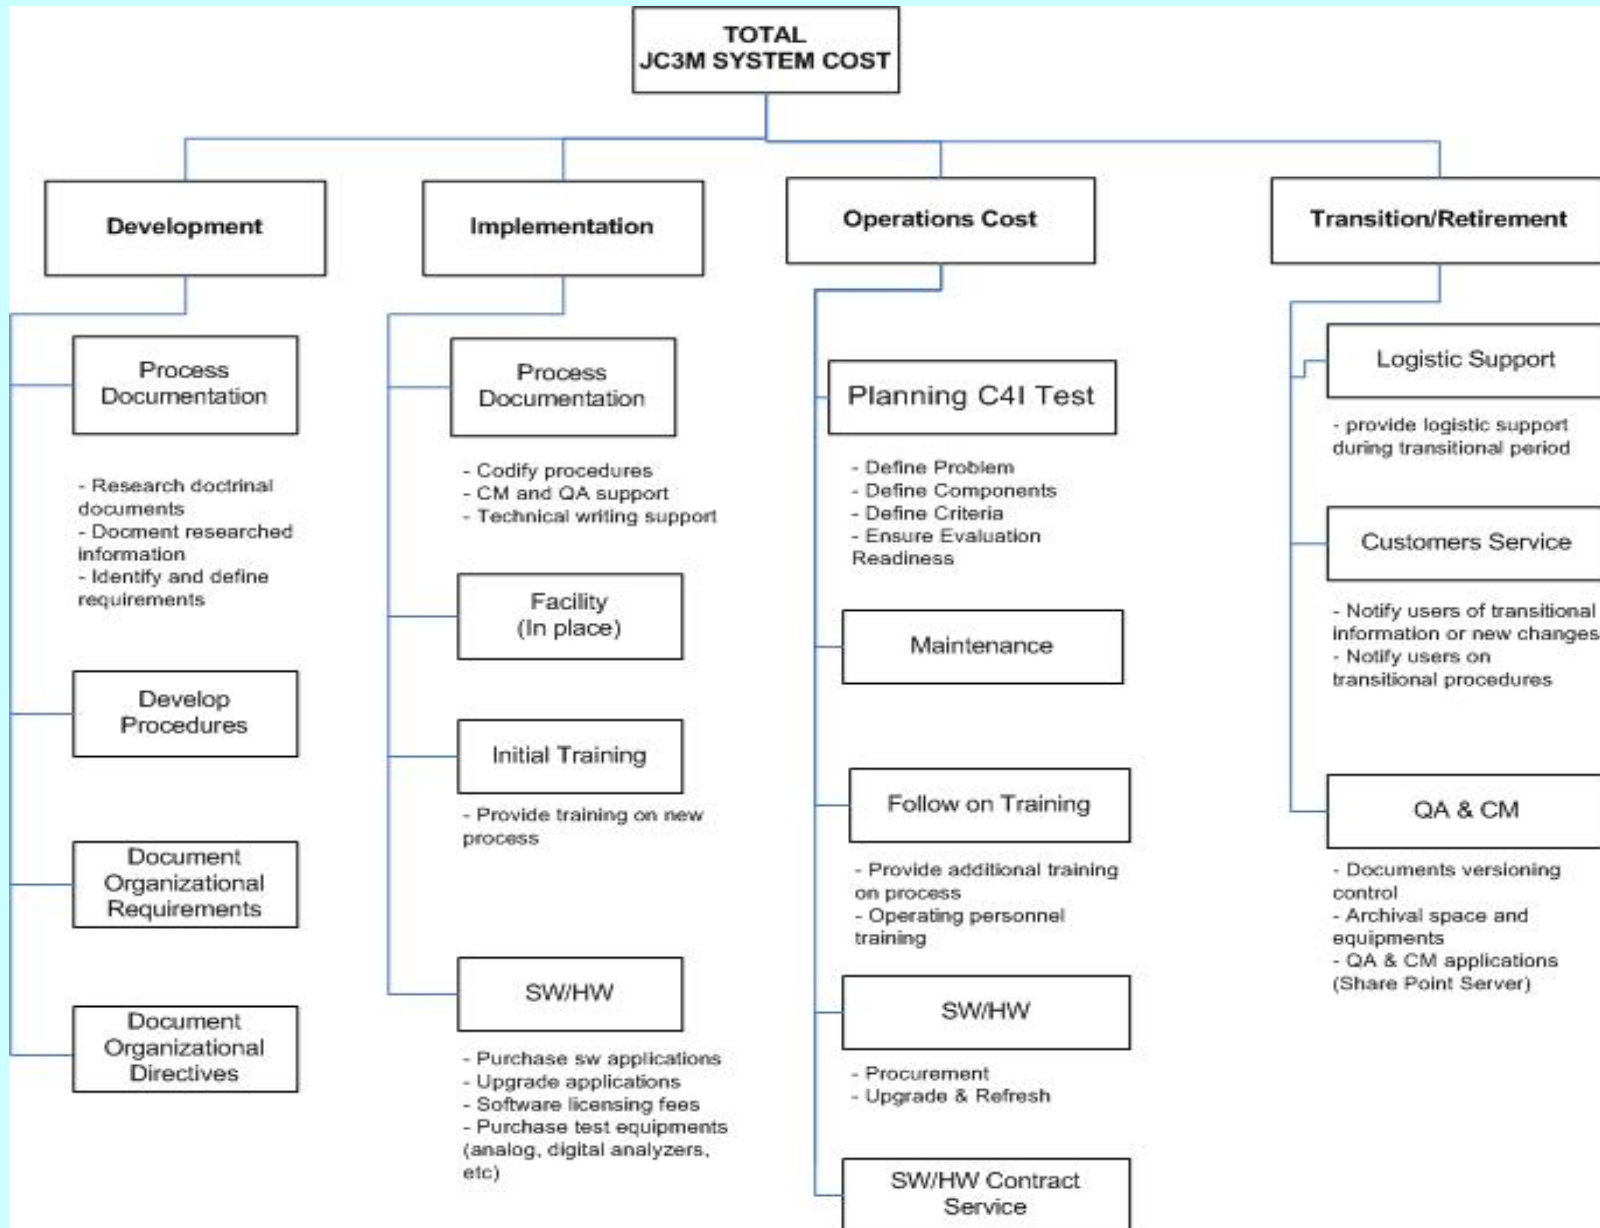 TOTAL
JC3M SYSTEM COST
Development
Process
Documentation
- Research doctrinal
documents
- Docment researched
information
- Identify and define
requirements
Develop
Procedures
Document
Organizational
Requirements
Document
Organizational
Directives
Implementation
Process
Documentation
- Codify procedures
- CM and QA support
- Technical writing support
Facility
(In place)
Initial Training
- Provide training on new
process
SW/HW
- Purchase sw applications
- Upgrade applications
- Software licensing fees
- Purchase test equipments
(analog, digital analyzers,
etc)
Operations Cost
Planning C4I Test
- Define Problem
- Define Components
- Define Criteria
- Ensure Evaluation
Readiness
Maintenance
Follow on Training
- Provide additional training
on process
- Operating personnel
training
SW/HW
- Procurement
- Upgrade & Refresh
SW/HW Contract
Service
Transition/Retirement
Logistic Support
- provide logistic support
during transitional period
Customers Service
- Notify users of transitional
information or new changes
- Notify users on
transitional procedures
QA & CM
- Documents versioning
control
- Archival space and
equipments
- QA & CM applications
(Share Point Server)